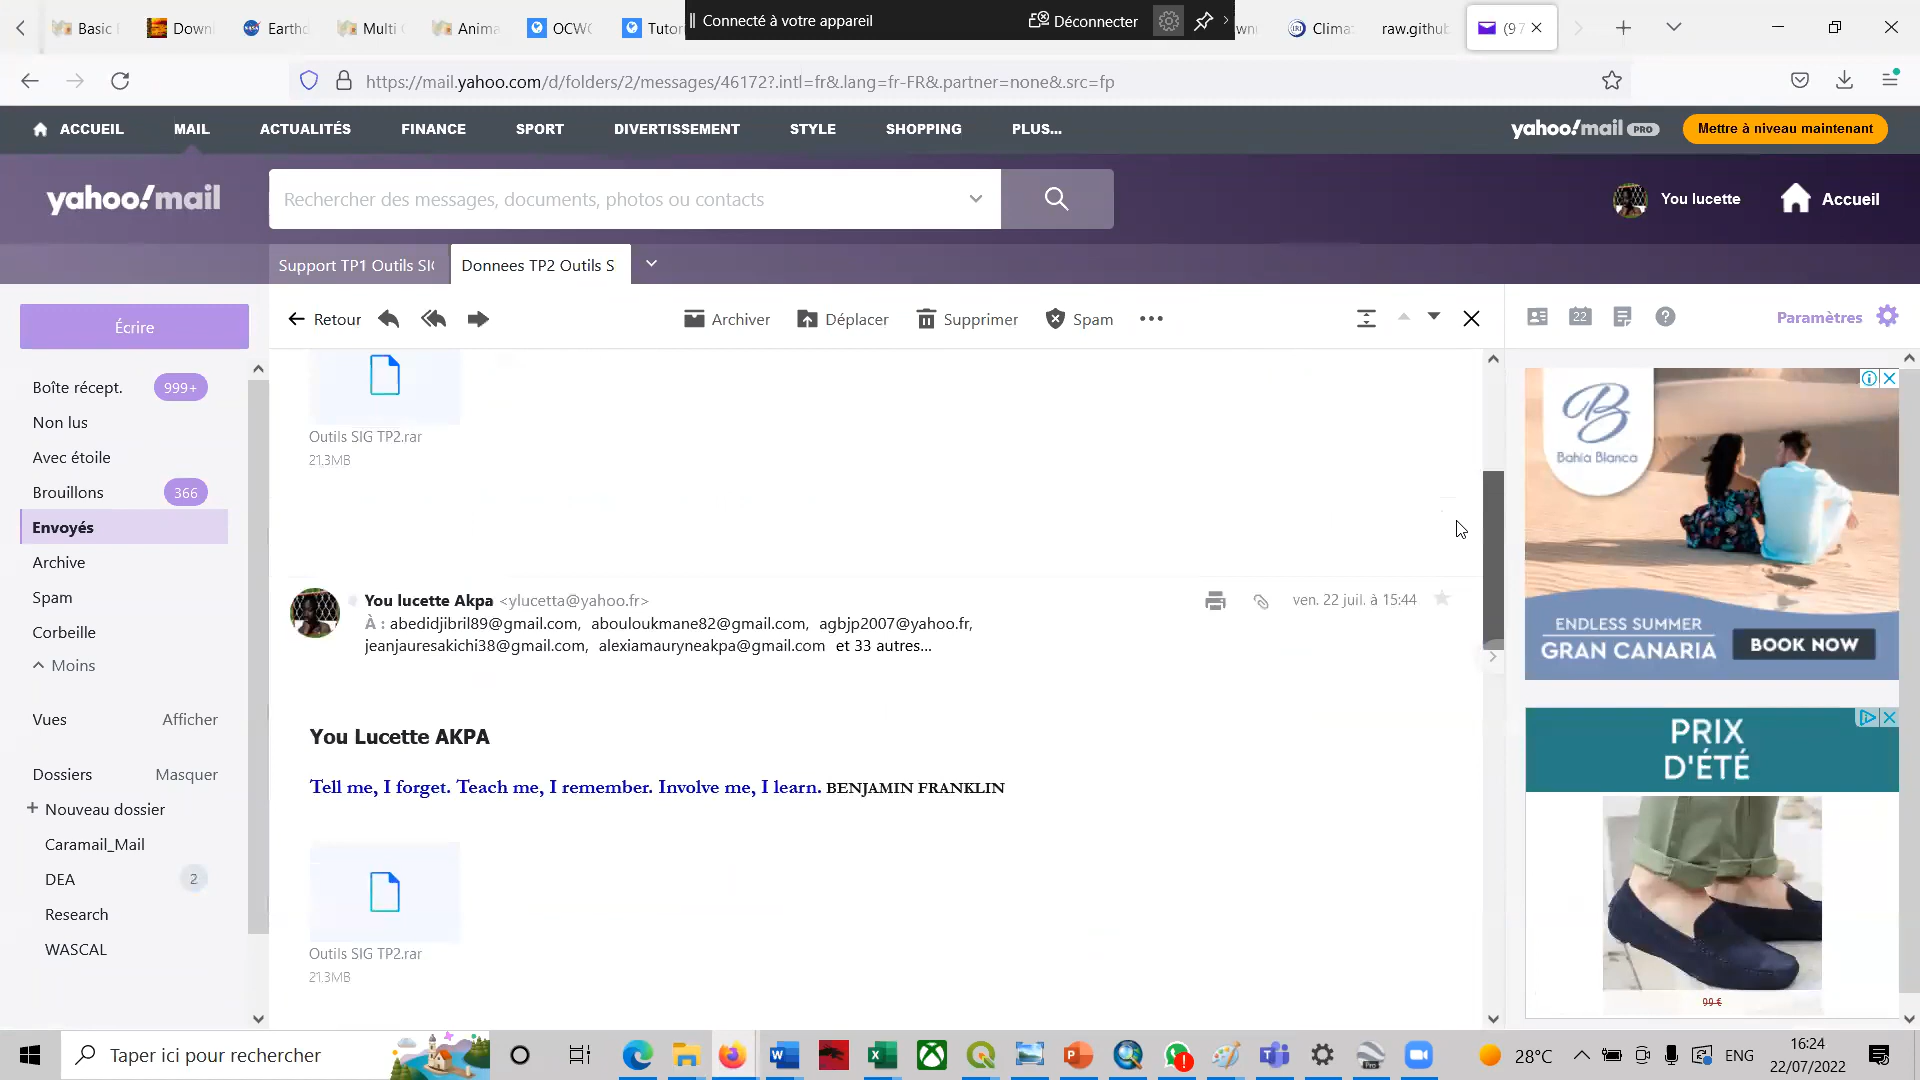 Connecté à votre appareil
Déconnecter
Basic
Down
Earthd
Multi
Anima
OCW
Tutor
Clima
raw.github
(97
https://mail.yahoo.com/d/folders/2/messages/46172?.intl=fr&.lang=fr-FR&.partner=none&.src=fp
ACCUEIL MAIL ACTUALITÉS FINANCE SPORT DIVERTISSEMENT STYLE SHOPPING PLUS...
yahoo!mail PRO
Mettre à niveau maintenant
yahoo!mail
Rechercher des messages, documents, photos ou contacts
You lucette
Accueil
Support TP1 Outils SI
Donnees TP2 Outils S
Écrire
Retour
Archiver
Déplacer
Supprimer
Spam
22
Paramètres
Boîte récept. 999+
Non lus
Avec étoile
Brouillons 366
Envoyés
Archive
Spam
Corbeille
Moins
Vues Afficher
Dossiers Masquer
Nouveau dossier
Caramail_Mail
DEA 2
Research
WASCAL
Outils SIG TP2.rar
21,3MB
You lucette Akpa <ylucetta@yahoo.fr>
ven. 22 juil. à 15:44
À : abedidjibril89@gmail.com, abouloukmane82@gmail.com, agbjp2007@yahoo.fr,
jeanjauresakichi38@gmail.com, alexiamauryneakpa@gmail.com et 33 autres...
You Lucette AKPA
Tell me, I forget. Teach me, I remember. Involve me, I learn. BENJAMIN FRANKLIN
Outils SIG TP2.rar
21,3MB
B
Bahia Blanca
ENDLESS SUMMER
GRAN CANARIA
BOOK NOW
PRIX
D'ÉTÉ
99 €
Taper ici pour rechercher
28°C
ENG
16:24
22/07/2022